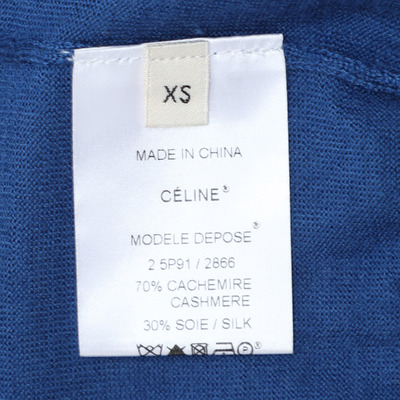 XS
MADE IN CHINA
CÉLINE®
MODELE DEPOSE®
2 5P91 / 2866
70% CACHEMIRE
CASHMERE
30% SOIE / SILK